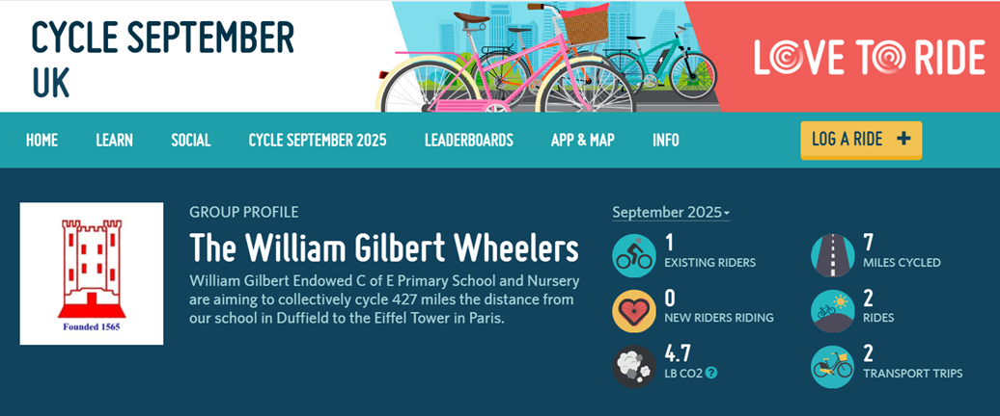 CYCLE SEPTEMBER
UK
LOVE TO RIDE
HOME
LEARN
SOCIAL
CYCLE SEPTEMBER 2025
LEADERBOARDS
APP & MAP
INFO
LOG A RIDE +
Founded 1565
GROUP PROFILE
The William Gilbert Wheelers
William Gilbert Endowed C of E Primary School and Nursery
are aiming to collectively cycle 427 miles the distance from
our school in Duffield to the Eiffel Tower in Paris.
September 2025
1
EXISTING RIDERS
7
MILES CYCLED
0
NEW RIDERS RIDING
2
RIDES
4.7
LB CO2 ?
2
TRANSPORT TRIPS